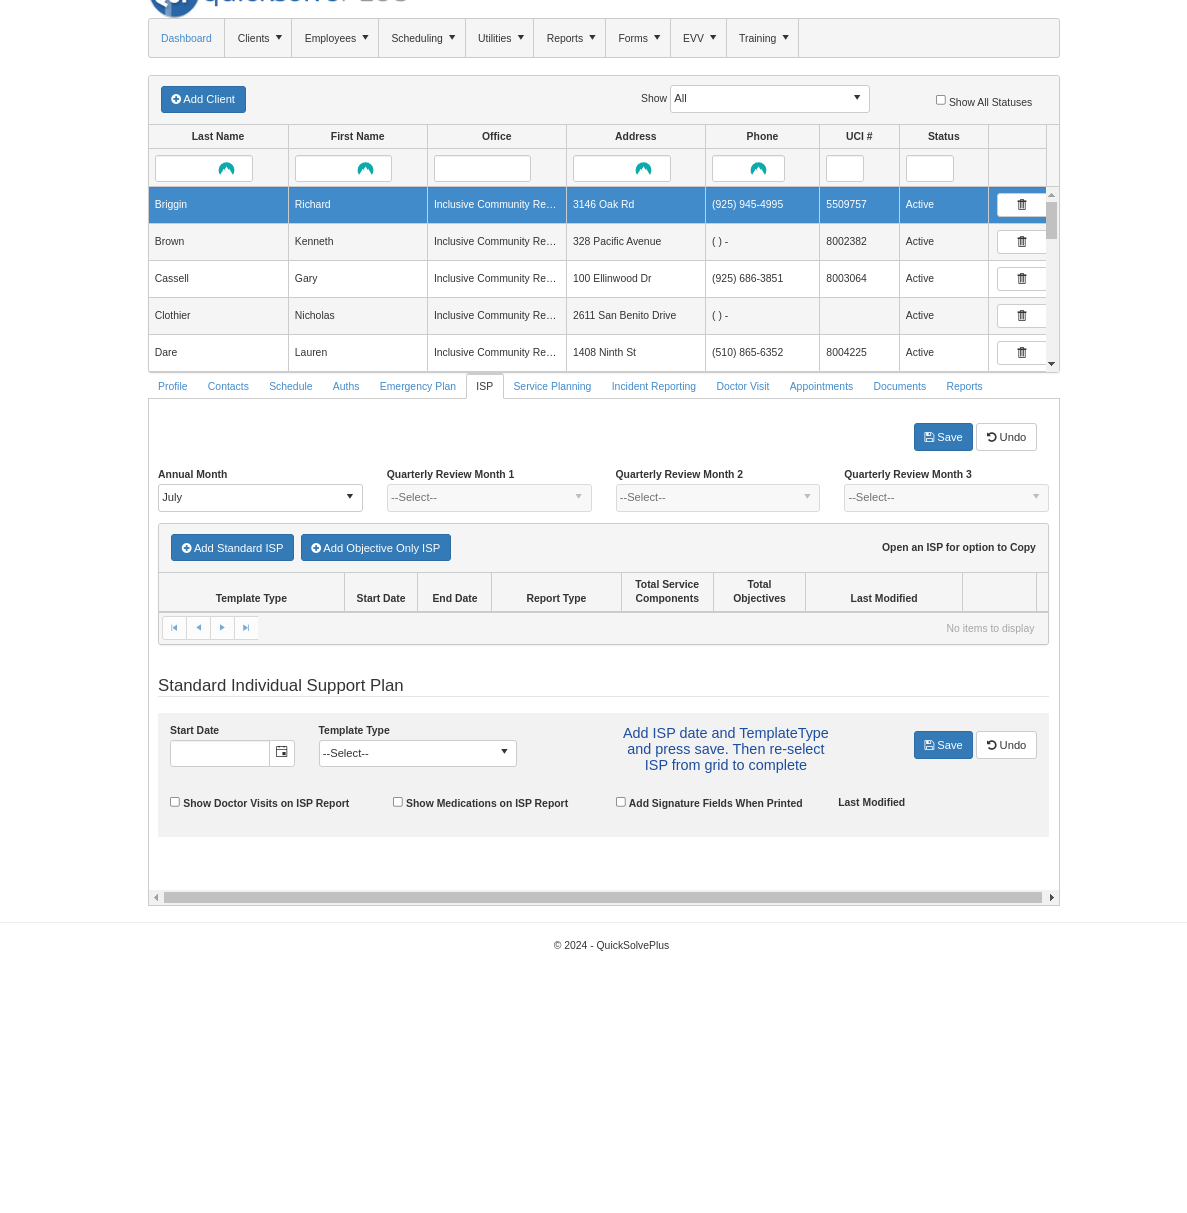 Dashboard Clients Employees Scheduling Utilities Reports Forms EVV Training
Add Client Show All Show All Statuses
Last Name First Name Office Address Phone UCI # Status
Briggin Richard Inclusive Community Re… 3146 Oak Rd (925) 945-4995 5509757 Active
Brown Kenneth Inclusive Community Re… 328 Pacific Avenue ( ) - 8002382 Active
Cassell Gary Inclusive Community Re… 100 Ellinwood Dr (925) 686-3851 8003064 Active
Clothier Nicholas Inclusive Community Re… 2611 San Benito Drive ( ) - Active
Dare Lauren Inclusive Community Re… 1408 Ninth St (510) 865-6352 8004225 Active
Profile Contacts Schedule Auths Emergency Plan ISP Service Planning Incident Reporting Doctor Visit Appointments Documents Reports
Save Undo
Annual Month Quarterly Review Month 1 Quarterly Review Month 2 Quarterly Review Month 3
July --Select-- --Select-- --Select--
Add Standard ISP Add Objective Only ISP Open an ISP for option to Copy
Template Type Start Date End Date Report Type Total Service Components Total Objectives Last Modified
No items to display
Standard Individual Support Plan
Start Date Template Type
--Select--
Add ISP date and TemplateType
and press save. Then re-select
ISP from grid to complete
Save Undo
Show Doctor Visits on ISP Report Show Medications on ISP Report Add Signature Fields When Printed Last Modified
© 2024 - QuickSolvePlus